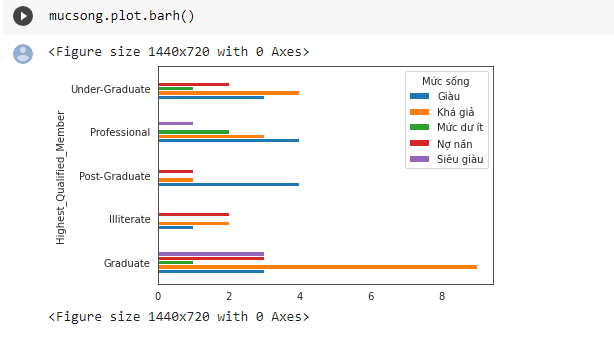 mucsong.plot.barh()
<Figure size 1440x720 with 0 Axes>
Mức sống
Giàu
Khá giả
Mức dư ít
Nợ nần
Siêu giàu
Highest_Qualified_Member
Under-Graduate
Professional
Post-Graduate
Illiterate
Graduate
0 2 4 6 8
<Figure size 1440x720 with 0 Axes>